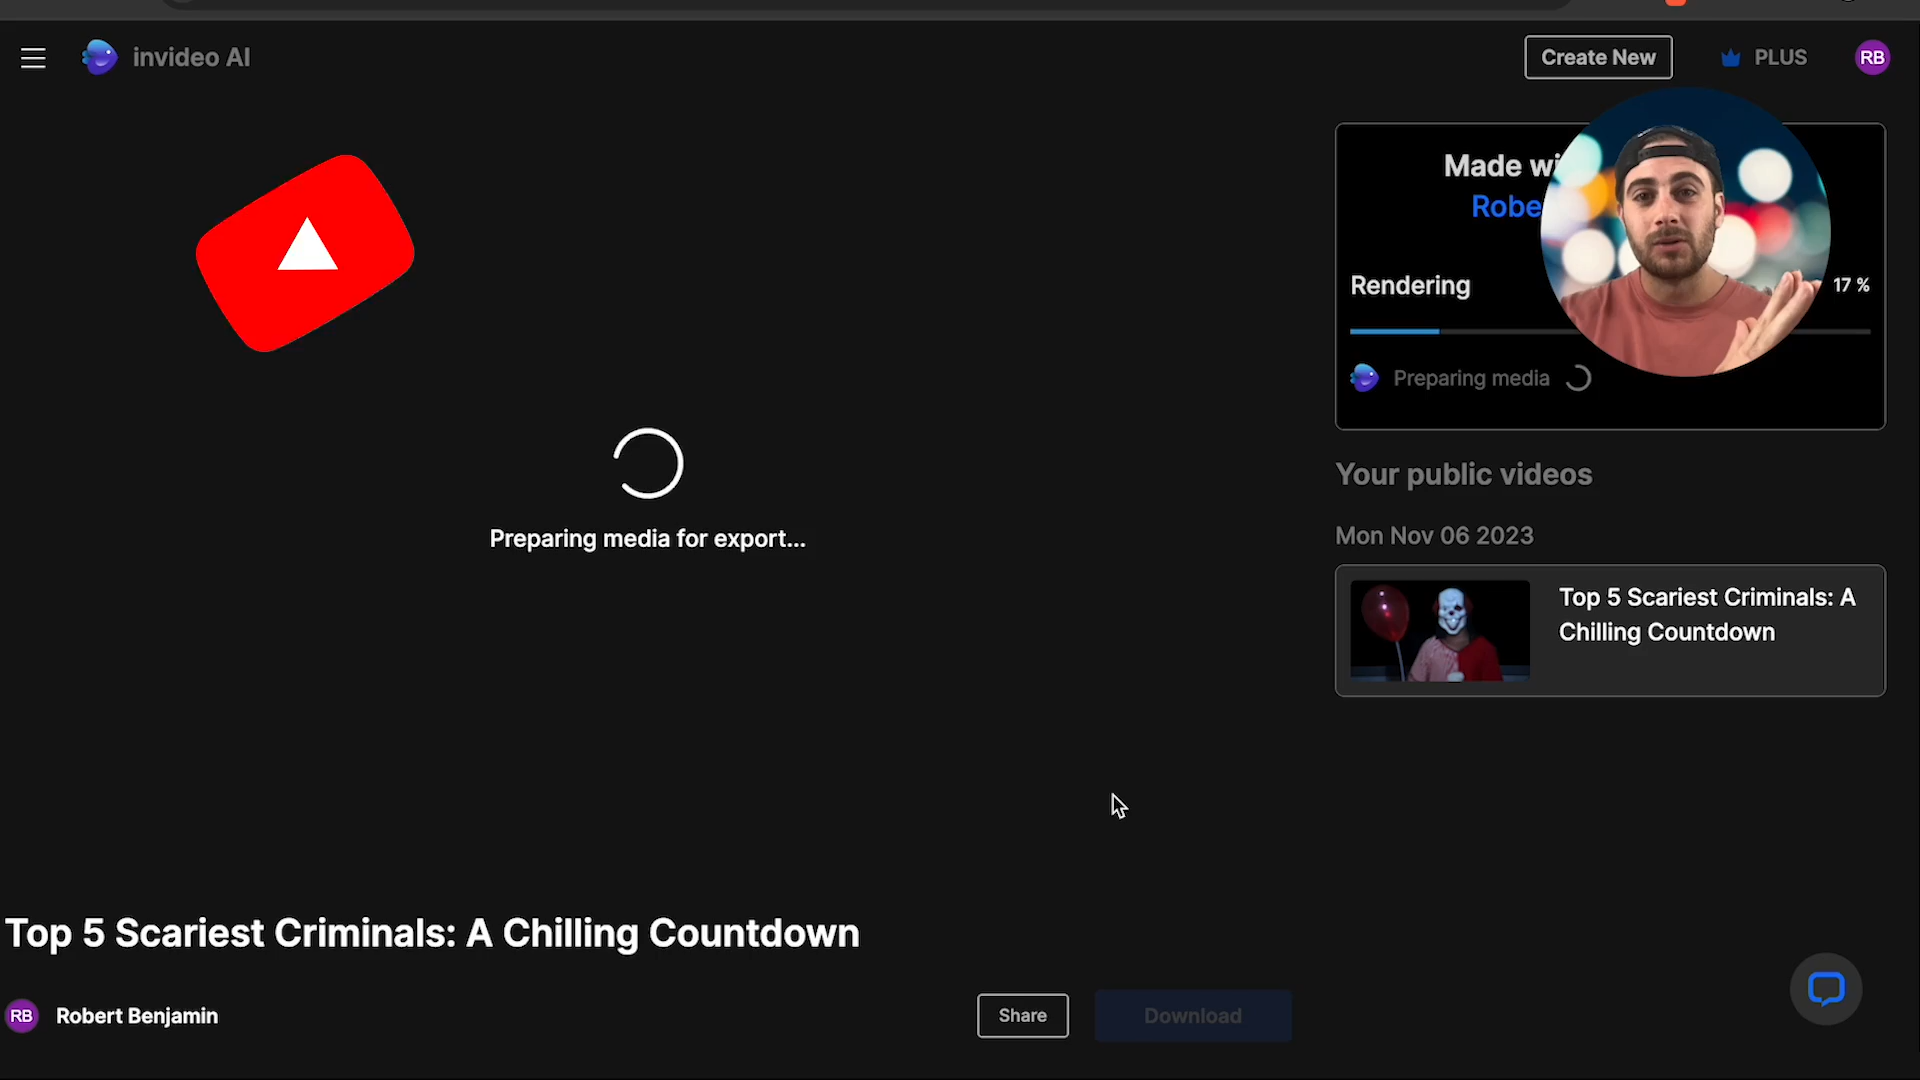 invideo AI
Create New
PLUS
RB
Made wi
Robe
Rendering
17 %
Preparing media
Preparing media for export...
Your public videos
Mon Nov 06 2023
Top 5 Scariest Criminals: A
Chilling Countdown
Top 5 Scariest Criminals: A Chilling Countdown
RB
Robert Benjamin
Share
Download